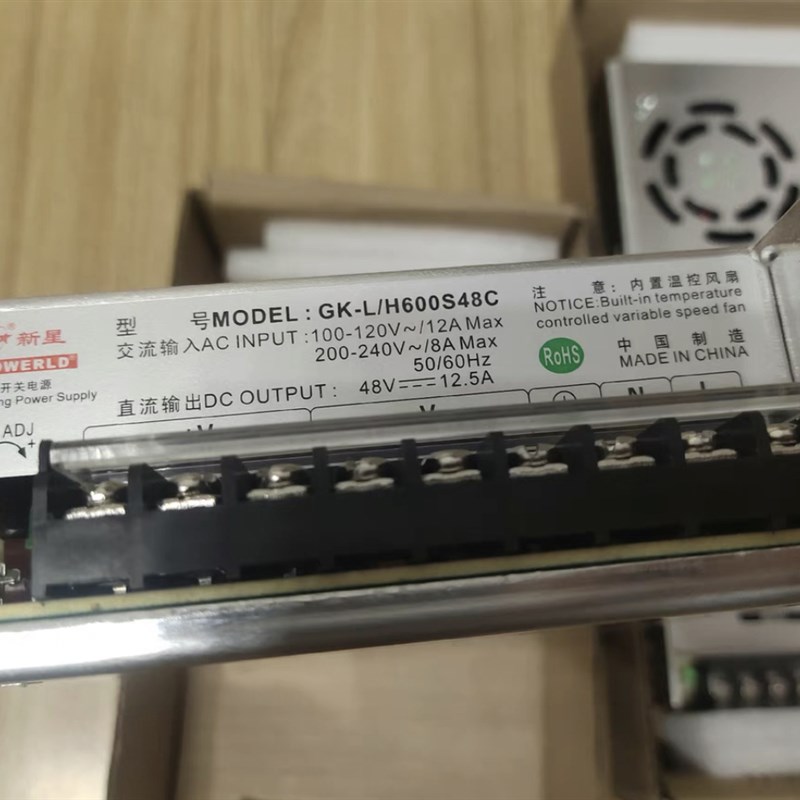 新星
OWERLD®
开关电源
ng Power Supply
ADJ
+
型 号MODEL : GK-L/H600S48C
交流输入AC INPUT :100-120V~/12A Max
200-240V~/8A Max
50/60Hz
直流输出DC OUTPUT : 48V⎓12.5A
注 意: 内置温控风扇
NOTICE:Built-in temperature
controlled variable speed fan
RoHS
中国制造
MADE IN CHINA